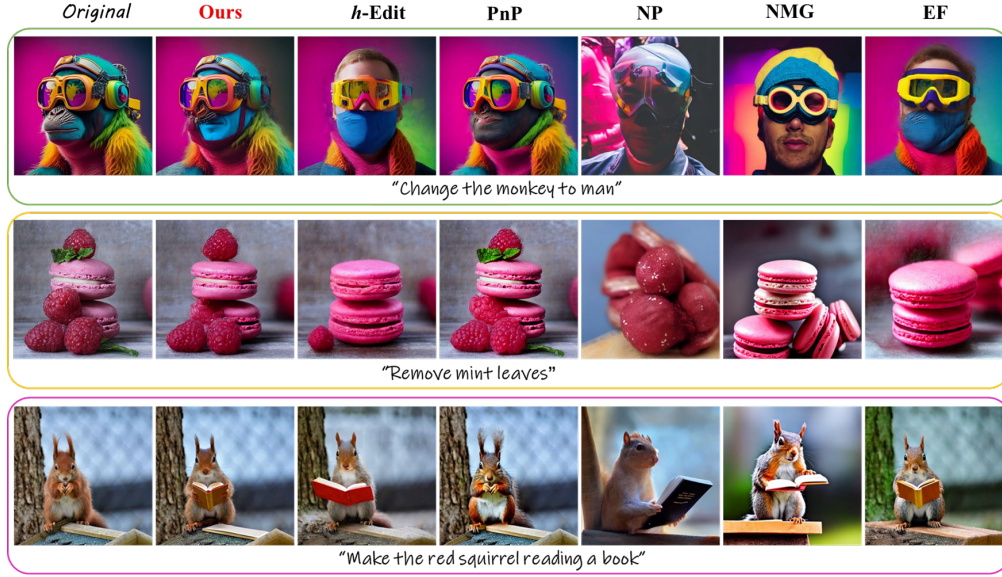 Original Ours h-Edit PnP NP NMG EF
“Change the monkey to man”
“Remove mint leaves”
“Make the red squirrel reading a book”